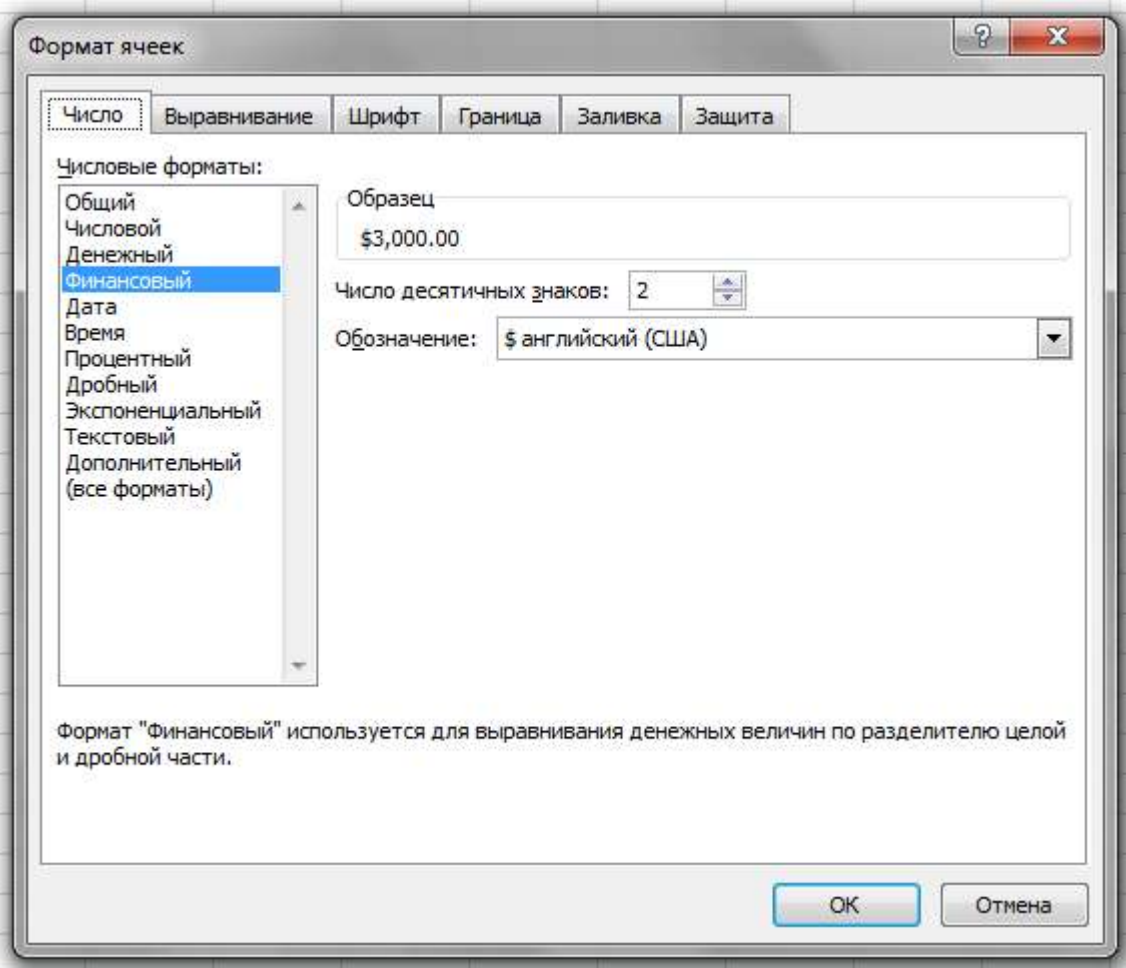 Формат ячеек
Число Выравнивание Шрифт Граница Заливка Защита
Числовые форматы:
Общий
Числовой
Денежный
Финансовый
Дата
Время
Процентный
Дробный
Экспоненциальный
Текстовый
Дополнительный
(все форматы)
Образец
$3,000.00
Число десятичных знаков: 2
Обозначение: $ английский (США)
Формат "Финансовый" используется для выравнивания денежных величин по разделителю целой
и дробной части.
ОК Отмена